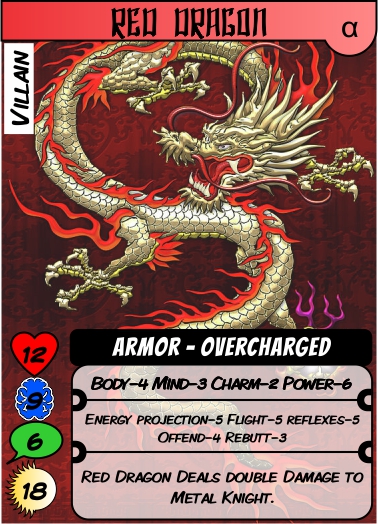 RED DRAGON
α
VILLAIN
ARMOR - OVERCHARGED
12
BODY-4 MIND-3 CHARM-2 POWER-6
9
ENERGY PROJECTION-5 FLIGHT-5 REFLEXES-5
OFFEND-4 REBUTT-3
6
18
RED DRAGON DEALS DOUBLE DAMAGE TO
METAL KNIGHT.